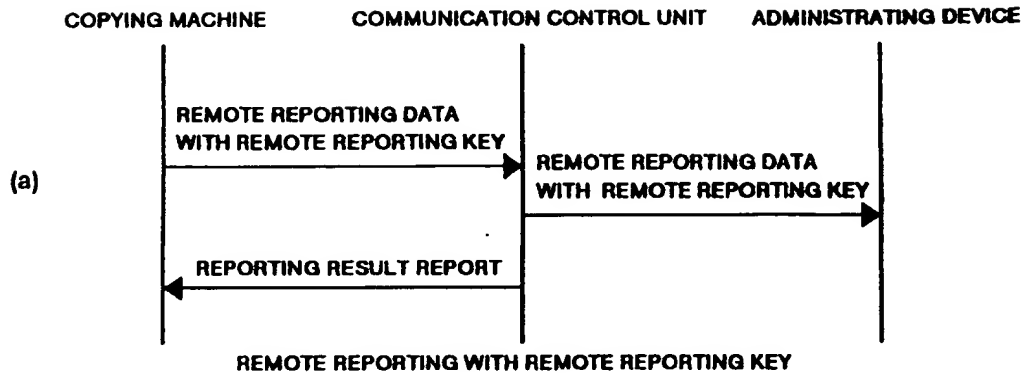 COPYING MACHINE
COMMUNICATION CONTROL UNIT
ADMINISTRATING DEVICE
REMOTE REPORTING DATA
WITH REMOTE REPORTING KEY
REMOTE REPORTING DATA
WITH REMOTE REPORTING KEY
(a)
REPORTING RESULT REPORT
REMOTE REPORTING WITH REMOTE REPORTING KEY